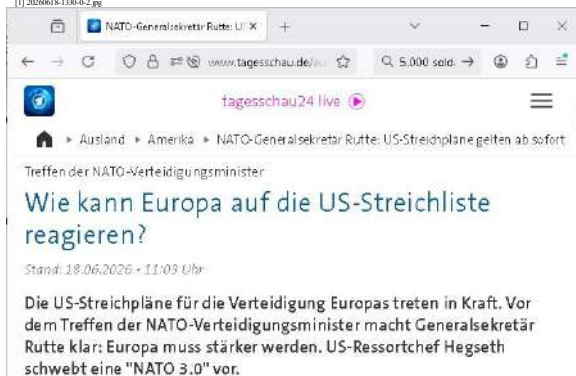 [1] 20260618-1330-0-2.jpg
NATO-Generalsekretär Rutte: U
www.tagesschau.de/au
5.000 sold.
tagesschau24 live
Ausland ▸ Amerika ▸ NATO-Generalsekretär Rutte: US-Streichpläne gelten ab sofort
Treffen der NATO-Verteidigungsminister
Wie kann Europa auf die US-Streichliste
reagieren?
Stand: 18.06.2026 • 11:03 Uhr
Die US-Streichpläne für die Verteidigung Europas treten in Kraft. Vor
dem Treffen der NATO-Verteidigungsminister macht Generalsekretär
Rutte klar: Europa muss stärker werden. US-Ressortchef Hegseth
schwebt eine "NATO 3.0" vor.